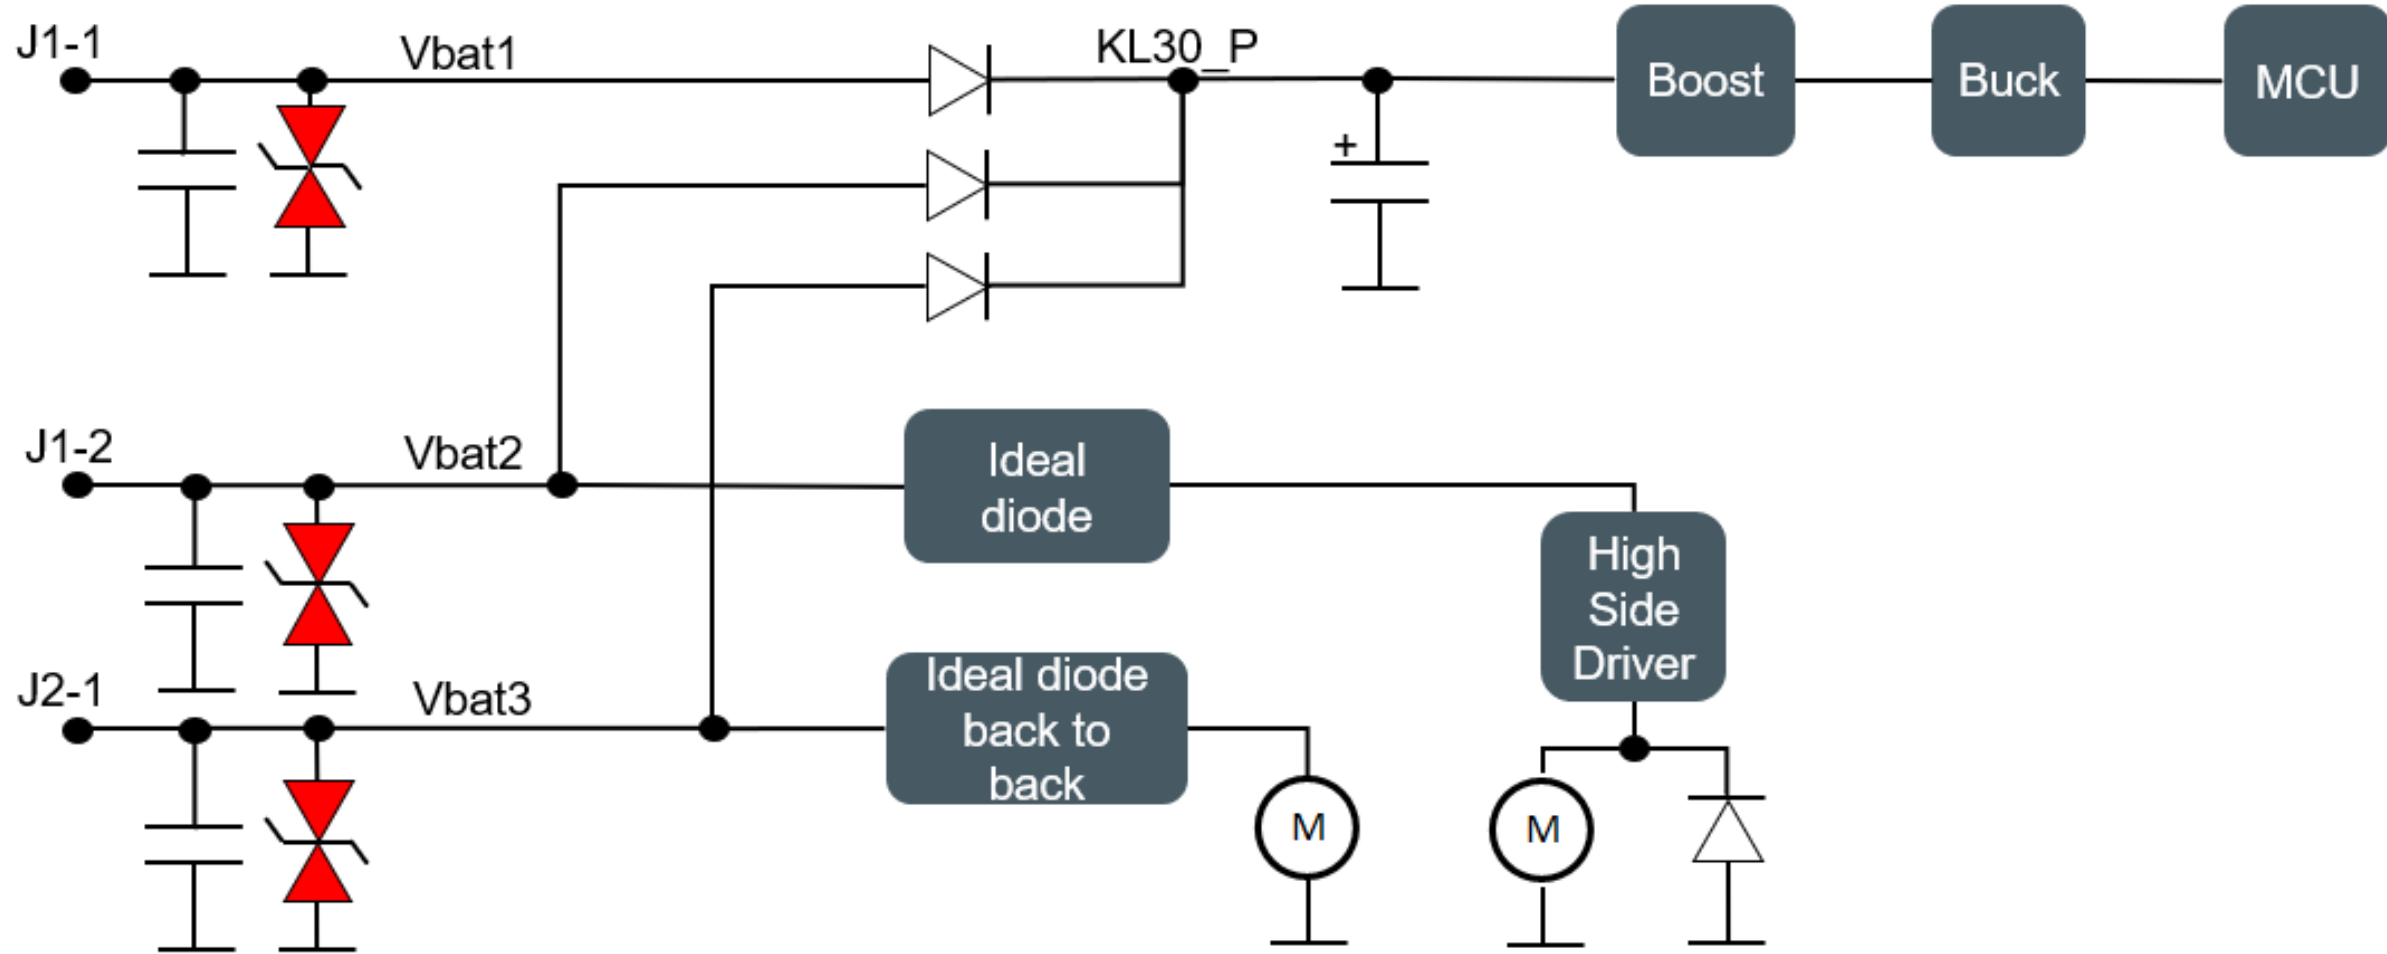 J1-1
Vbat1
KL30_P
Boost
Buck
MCU
+
J1-2
Vbat2
Ideal
diode
High
Side
Driver
J2-1
Vbat3
Ideal diode
back to
back
M
M